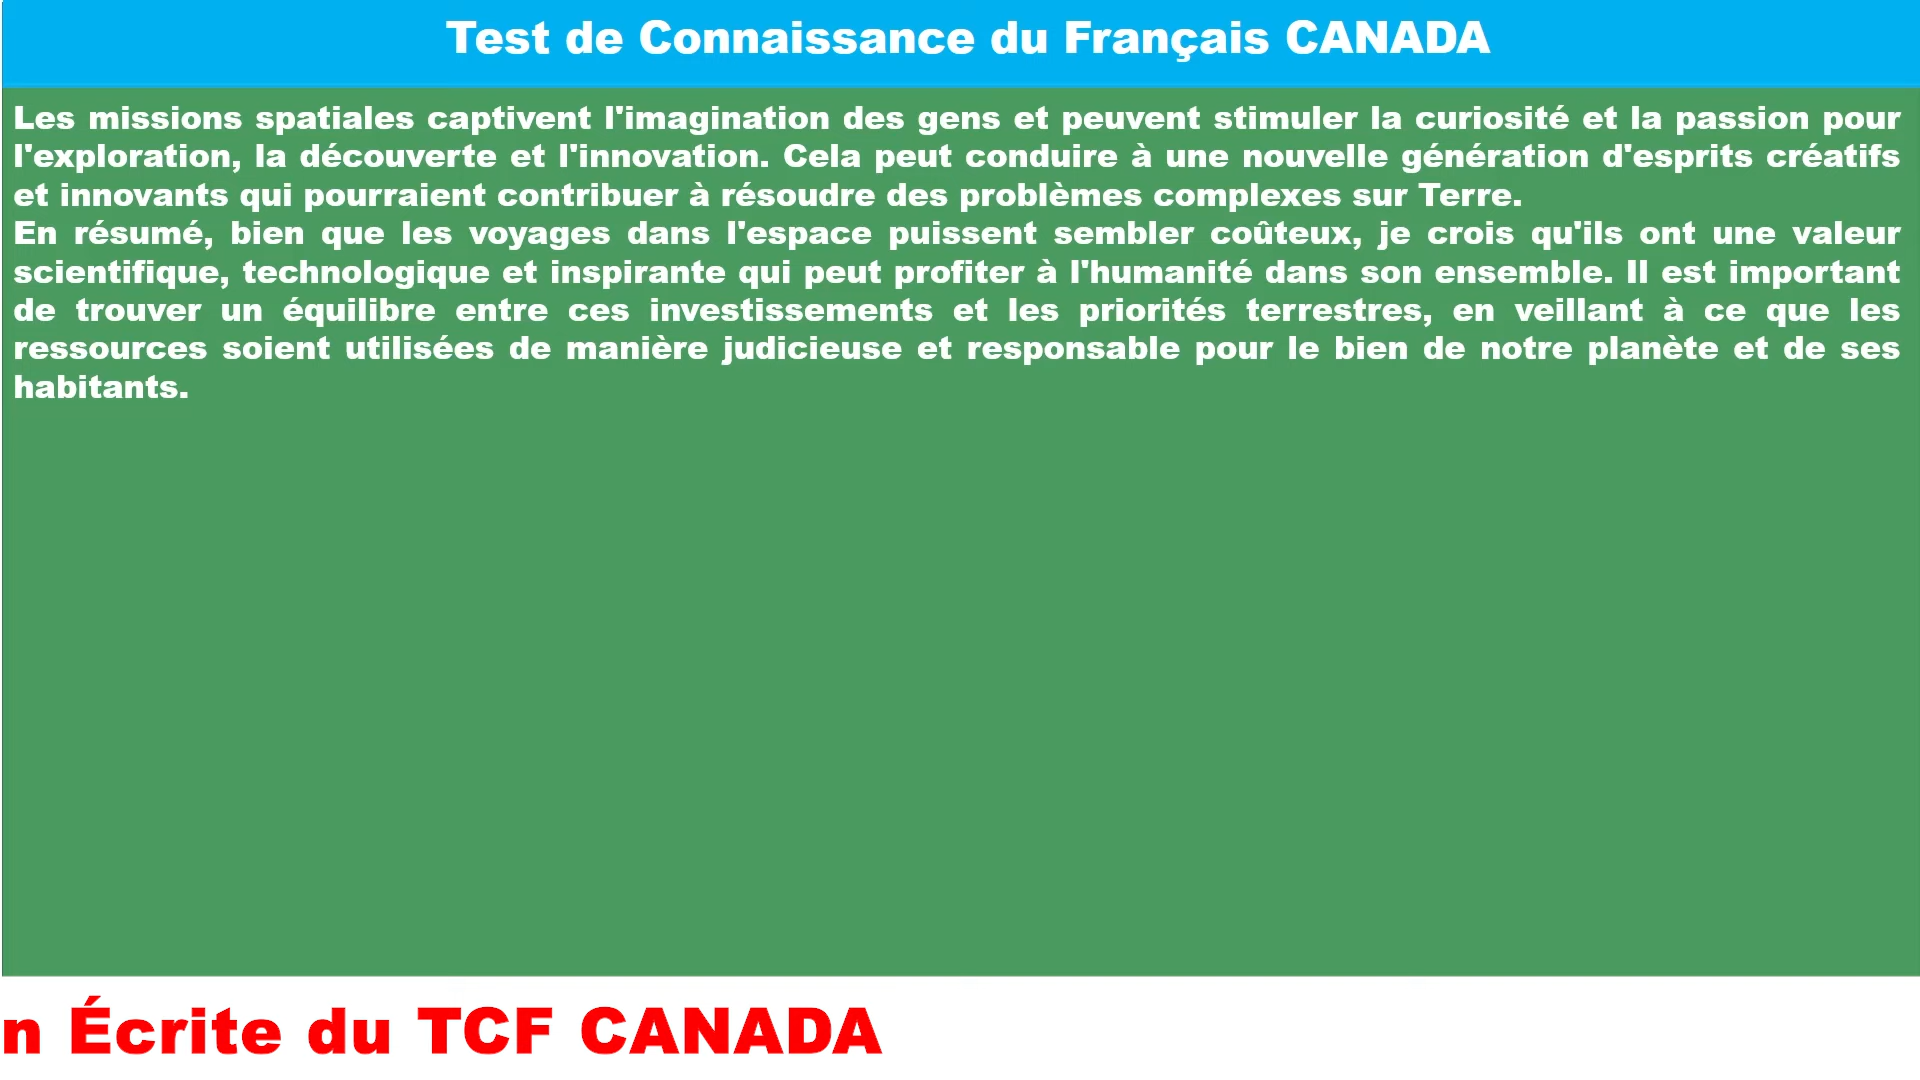 Test de Connaissance du Français CANADA
Les missions spatiales captivent l'imagination des gens et peuvent stimuler la curiosité et la passion pour
l'exploration, la découverte et l'innovation. Cela peut conduire à une nouvelle génération d'esprits créatifs
et innovants qui pourraient contribuer à résoudre des problèmes complexes sur Terre.
En résumé, bien que les voyages dans l'espace puissent sembler coûteux, je crois qu'ils ont une valeur
scientifique, technologique et inspirante qui peut profiter à l'humanité dans son ensemble. Il est important
de trouver un équilibre entre ces investissements et les priorités terrestres, en veillant à ce que les
ressources soient utilisées de manière judicieuse et responsable pour le bien de notre planète et de ses
habitants.
n Écrite du TCF CANADA